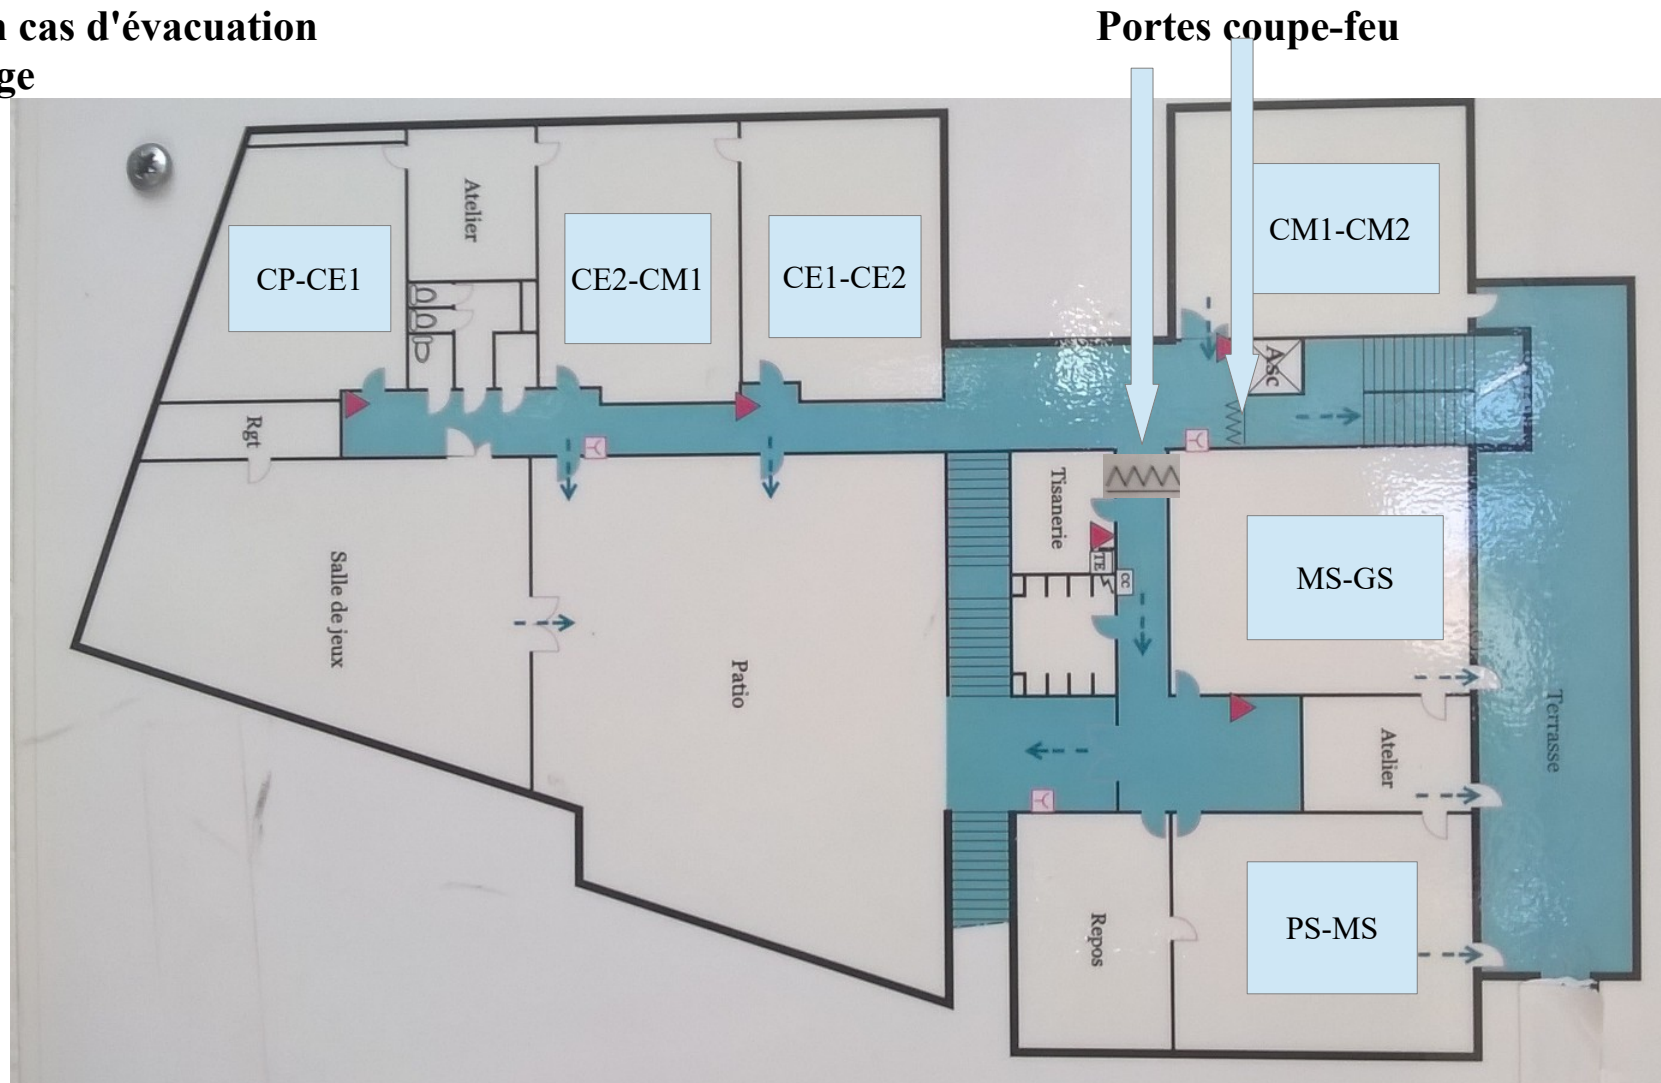 n cas d'évacuation
ge
Portes coupe-feu
CP-CE1
Atelier
CE2-CM1
CE1-CE2
CM1-CM2
Asc
Rgt
Salle de jeux
Patio
Tisanerie
TE
CC
MS-GS
Atelier
Terrasse
Repos
PS-MS